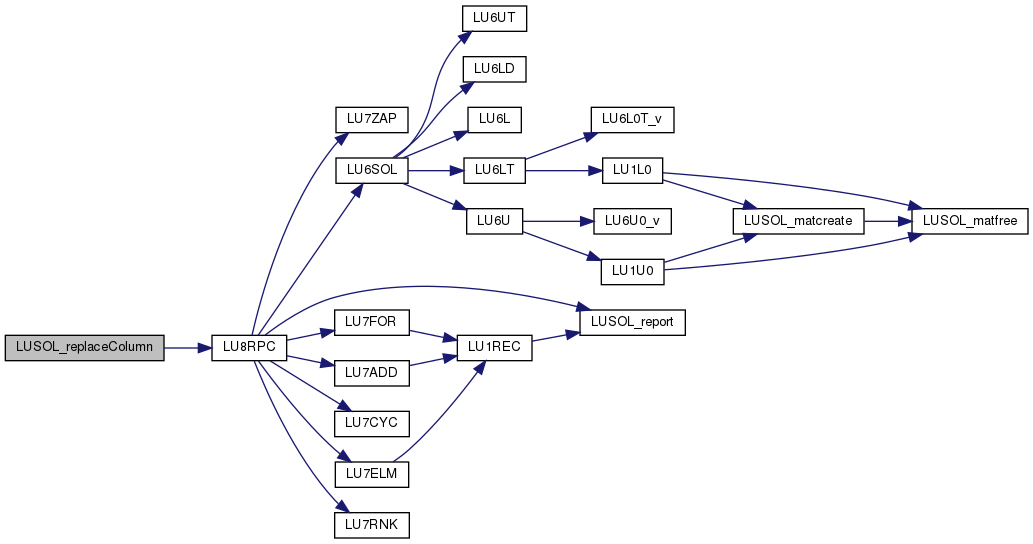 LU6UT
LU6LD
LU7ZAP
LU6L
LU6L0T_v
LU6SOL
LU6LT
LU1L0
LU6U
LU6U0_v
LUSOL_matcreate
LUSOL_matfree
LU1U0
LU7FOR
LUSOL_report
LUSOL_replaceColumn
LU8RPC
LU1REC
LU7ADD
LU7CYC
LU7ELM
LU7RNK